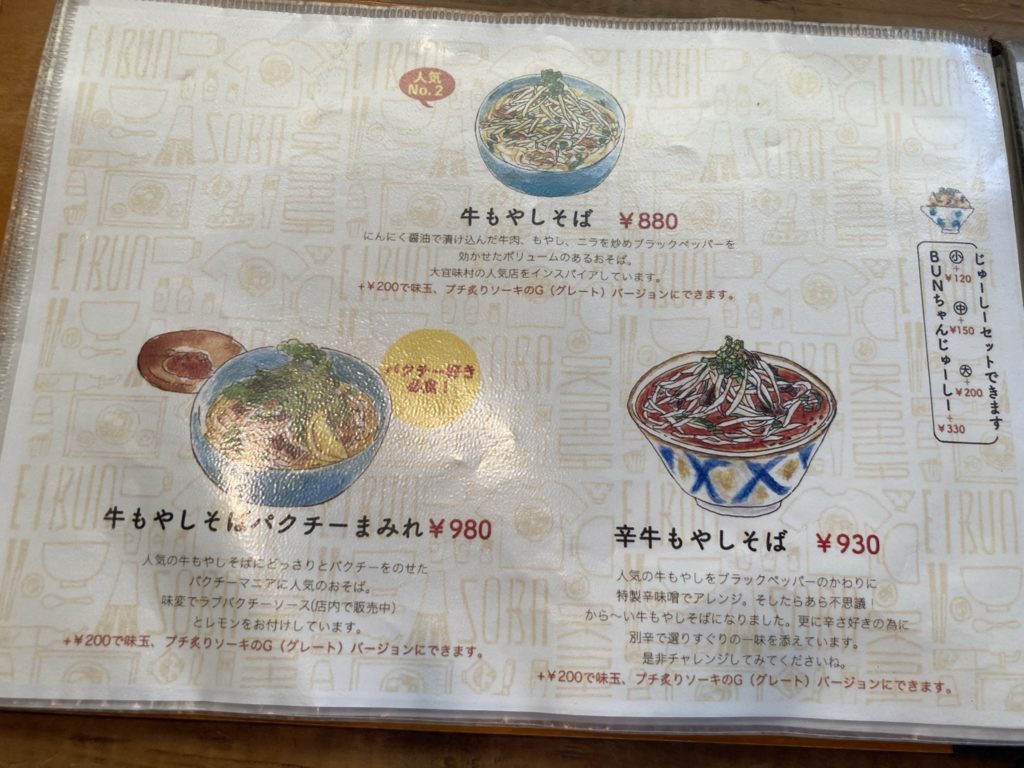 人気
No.2
牛もやしそば ¥880
にんにく醤油で漬け込んだ牛肉、もやし、ニラを炒めブラックペッパーを
効かせたボリュームのあるおそば。
大宜味村の人気店をインスパイアしています。
+¥200で味玉、プチ炙りソーキのG（グレート）バージョンにできます。
じゅーしーセットできます
小+¥120 中+¥150 大+¥200
BUNちゃんじゅーしー+¥330
パクチー好き
必食！
牛もやしそばパクチーまみれ¥980
人気の牛もやしそばにどっさりとパクチーをのせた
パクチーマニアに人気のおそば。
味変でラブパクチーソース(店内で販売中)
とレモンをお付けしています。
+¥200で味玉、プチ炙りソーキのG（グレート）バージョンにできます。
辛牛もやしそば ¥930
人気の牛もやしをブラックペッパーのかわりに
特製辛味噌でアレンジ。そしたらあら不思議！
から〜い牛もやしそばになりました。更に辛さ好きの為に
別辛で選りすぐりの一味を添えています。
是非チャレンジしてみてくださいね。
+¥200で味玉、プチ炙りソーキのG（グレート）バージョンにできます。
EIBUN
SOBA
OKINAWA